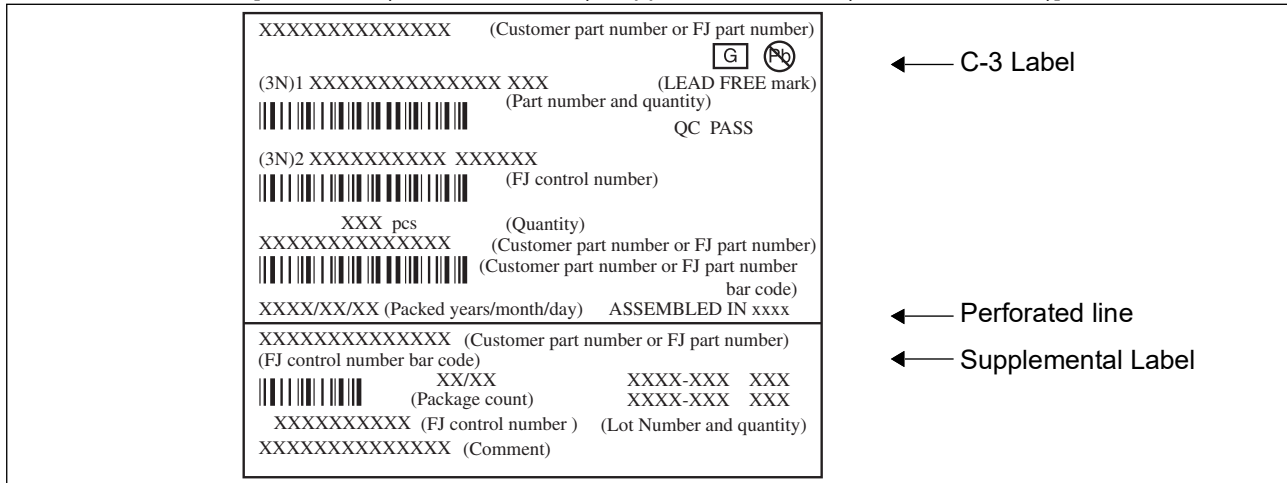 XXXXXXXXXXXXXX (Customer part number or FJ part number)
G Pb
C-3 Label
(3N)1 XXXXXXXXXXXXXX XXX (LEAD FREE mark)
(Part number and quantity)
QC PASS
(3N)2 XXXXXXXXXX XXXXXX
(FJ control number)
XXX pcs (Quantity)
XXXXXXXXXXXXXX (Customer part number or FJ part number)
(Customer part number or FJ part number
bar code)
XXXX/XX/XX (Packed years/month/day) ASSEMBLED IN xxxx
Perforated line
XXXXXXXXXXXXXX (Customer part number or FJ part number)
(FJ control number bar code)
Supplemental Label
XX/XX XXXX-XXX XXX
(Package count) XXXX-XXX XXX
XXXXXXXXXX (FJ control number ) (Lot Number and quantity)
XXXXXXXXXXXXXX (Comment)